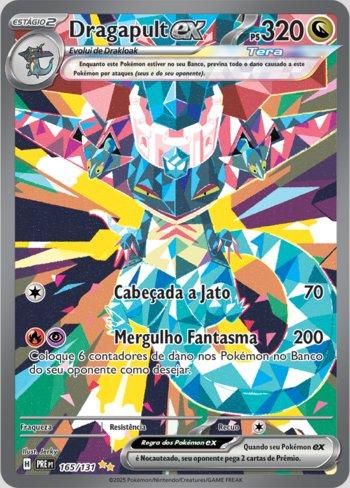 ESTÁGIO 2
Dragapult ex
PS 320
Evolui de Drakloak
Tera
Enquanto este Pokémon estiver no seu Banco, previna todo o dano causado a este
Pokémon por ataques (seus e do seu oponente).
Cabeçada a Jato 70
Mergulho Fantasma 200
Coloque 6 contadores de dano nos Pokémon no Banco
do seu oponente como desejar.
Fraqueza Resistência Recuo
Ilust. Jerky
H PRE PT 165/131
Regra dos Pokémon ex
Quando seu Pokémon ex
é Nocauteado, seu oponente pega 2 cartas de Prêmio.
©2025 Pokémon/Nintendo/Creatures/GAME FREAK